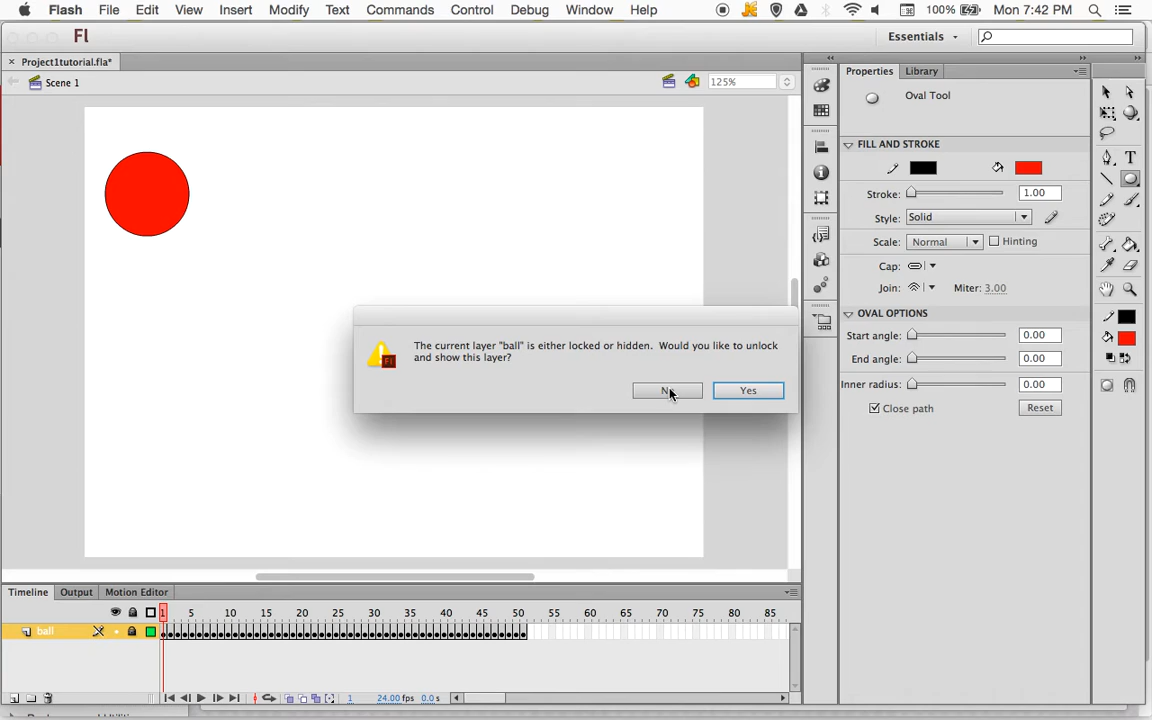 Flash File Edit View Insert Modify Text Commands Control Debug Window Help 100% Mon 7:42 PM
Fl Essentials
Project1tutorial.fla*
Scene 1 125%
Properties Library
Oval Tool
FILL AND STROKE
Stroke: 1.00
Style: Solid
Scale: Normal Hinting
Cap:
Join: Miter: 3.00
OVAL OPTIONS
Start angle: 0.00
End angle: 0.00
Inner radius: 0.00
Close path Reset
The current layer "ball" is either locked or hidden. Would you like to unlock
and show this layer?
Yes
Timeline Output Motion Editor
1 5 10 15 20 25 30 35 40 45 50 55 60 65 70 75 80 85
ball
1 24.00 fps 0.0 s